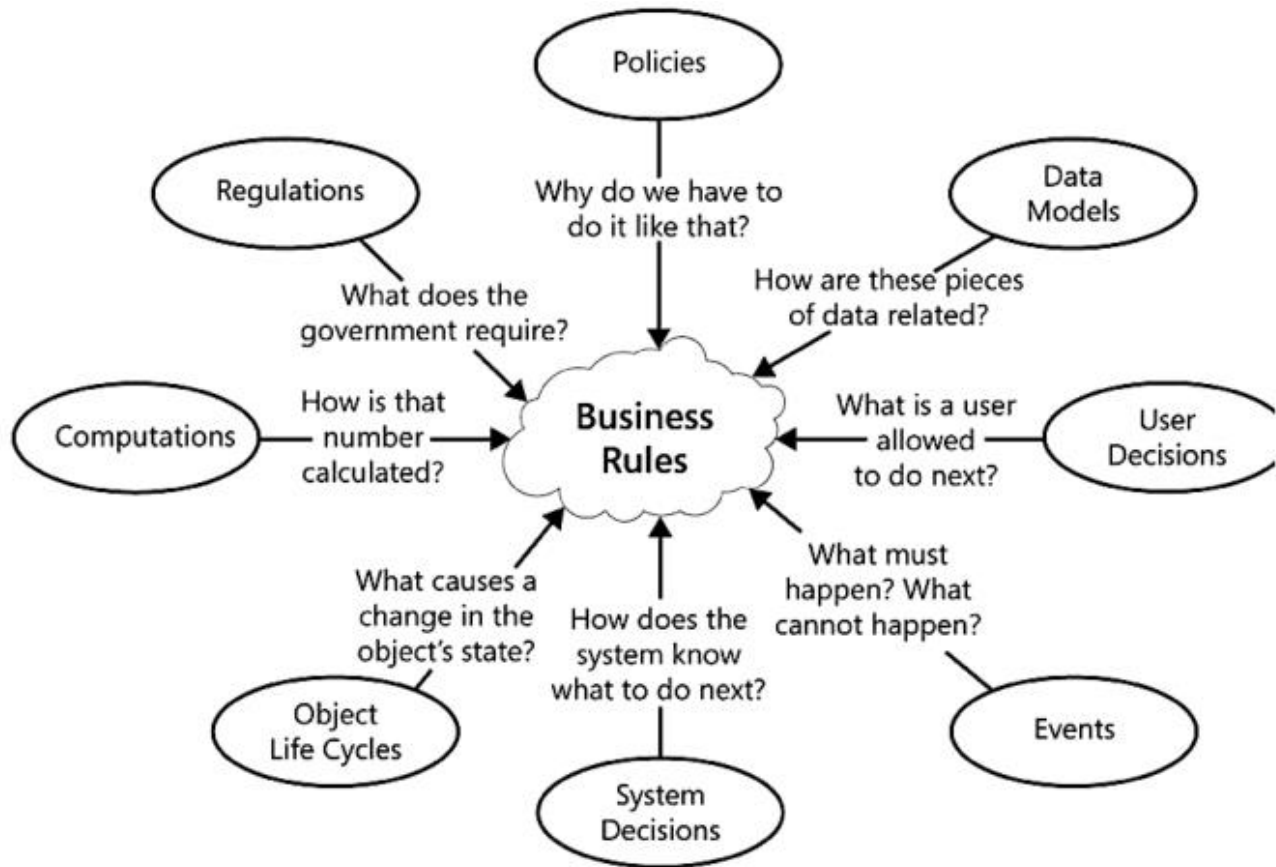 Policies
Regulations
Data
Models
Why do we have to
do it like that?
What does the
government require?
How are these pieces
of data related?
Computations
How is that
number
calculated?
Business
Rules
What is a user
allowed
to do next?
User
Decisions
What causes a
change in the
object's state?
How does the
system know
what to do next?
What must
happen? What
cannot happen?
Object
Life Cycles
System
Decisions
Events